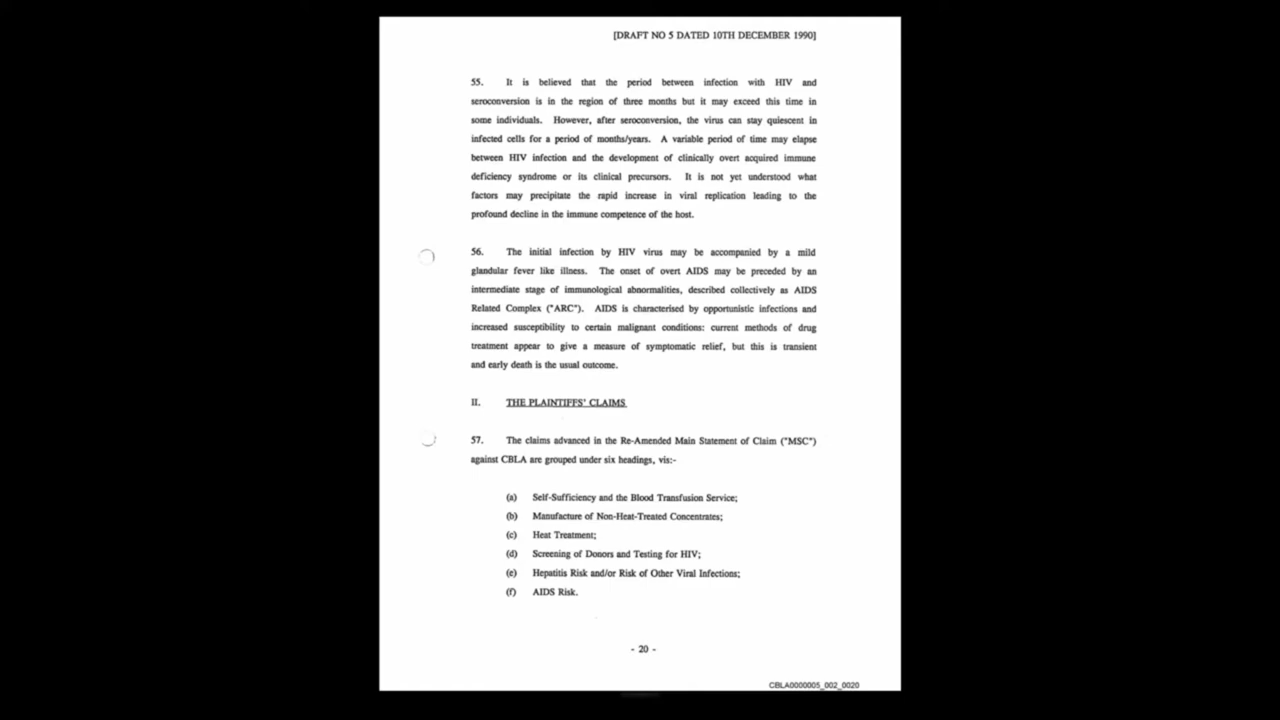 [DRAFT NO 5 DATED 10TH DECEMBER 1990]
55. It is believed that the period between infection with HIV and
seroconversion is in the region of three months but it may exceed this time in
some individuals. However, after seroconversion, the virus can stay quiescent in
infected cells for a period of months/years. A variable period of time may elapse
between HIV infection and the development of clinically overt acquired immune
deficiency syndrome or its clinical precursors. It is not yet understood what
factors may precipitate the rapid increase in viral replication leading to the
profound decline in the immune competence of the host.
56. The initial infection by HIV virus may be accompanied by a mild
glandular fever like illness. The onset of overt AIDS may be preceded by an
intermediate stage of immunological abnormalities, described collectively as AIDS
Related Complex ("ARC"). AIDS is characterised by opportunistic infections and
increased susceptibility to certain malignant conditions: current methods of drug
treatment appear to give a measure of symptomatic relief, but this is transient
and early death is the usual outcome.
II. THE PLAINTIFFS' CLAIMS
57. The claims advanced in the Re-Amended Main Statement of Claim ("MSC")
against CBLA are grouped under six headings, vis:-
(a) Self-Sufficiency and the Blood Transfusion Service;
(b) Manufacture of Non-Heat-Treated Concentrates;
(c) Heat Treatment;
(d) Screening of Donors and Testing for HIV;
(e) Hepatitis Risk and/or Risk of Other Viral Infections;
(f) AIDS Risk.
- 20 -
CBLA0000005_002_0020